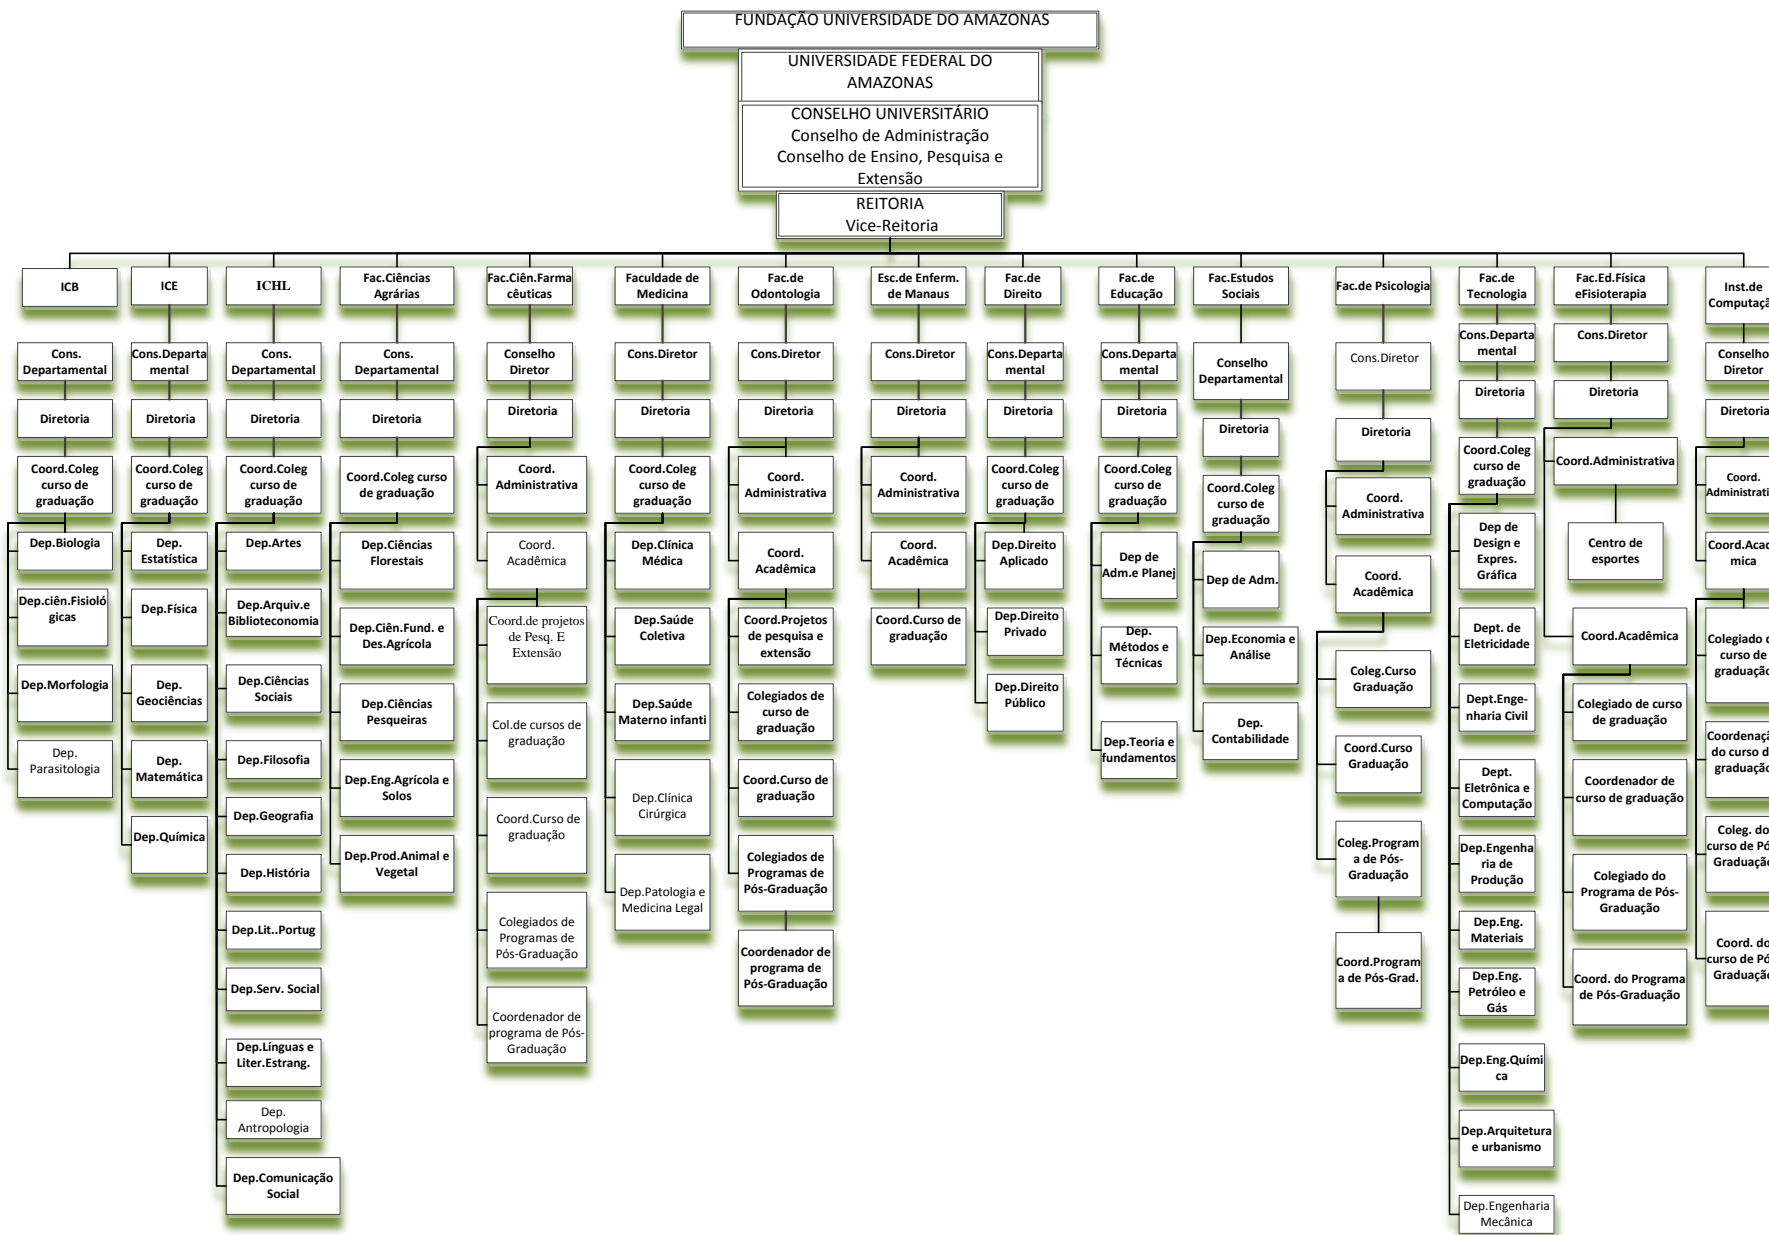 FUNDAÇÃO UNIVERSIDADE DO AMAZONAS
UNIVERSIDADE FEDERAL DO
AMAZONAS
CONSELHO UNIVERSITÁRIO
Conselho de Administração
Conselho de Ensino, Pesquisa e
Extensão
REITORIA
Vice-Reitoria
ICB
Cons.
Departamental
Diretoria
Coord.Coleg
curso de
graduação
Dep.Biologia
Dep.ciên.Fisioló
gicas
Dep.Morfologia
Dep.
Parasitologia
ICE
Cons.Departa
mental
Diretoria
Coord.Coleg
curso de
graduação
Dep.
Estatística
Dep.Física
Dep.
Geociências
Dep.
Matemática
Dep.Química
ICHL
Cons.
Departamental
Diretoria
Coord.Coleg
curso de
graduação
Dep.Artes
Dep.Arquiv.e
Biblioteconomia
Dep.Ciências
Sociais
Dep.Filosofia
Dep.Geografia
Dep.História
Dep.Lit..Portug
Dep.Serv. Social
Dep.Línguas e
Liter.Estrang.
Dep.
Antropologia
Dep.Comunicação
Social
Fac.Ciências
Agrárias
Cons.
Departamental
Diretoria
Coord.Coleg curso
de graduação
Dep.Ciências
Florestais
Dep.Ciên.Fund. e
Des.Agrícola
Dep.Ciências
Pesqueiras
Dep.Eng.Agrícola e
Solos
Dep.Prod.Animal e
Vegetal
Fac.Ciên.Farma
cêuticas
Conselho
Diretor
Diretoria
Coord.
Administrativa
Coord.
Acadêmica
Coord.de projetos
de Pesq. E
Extensão
Col.de cursos de
graduação
Coord.Curso de
graduação
Colegiados de
Programas de
Pós-Graduação
Coordenador de
programa de Pós-
Graduação
Faculdade de
Medicina
Cons.Diretor
Diretoria
Coord.Coleg
curso de
graduação
Dep.Clínica
Médica
Dep.Saúde
Coletiva
Dep.Saúde
Materno infanti
Dep.Clínica
Cirúrgica
Dep.Patologia e
Medicina Legal
Fac.de
Odontologia
Cons.Diretor
Diretoria
Coord.
Administrativa
Coord.
Acadêmica
Coord.Projetos
de pesquisa e
extensão
Colegiados de
curso de
graduação
Coord.Curso de
graduação
Colegiados de
Programas de
Pós-Graduação
Coordenador de
programa de
Pós-Graduação
Esc.de Enferm.
de Manaus
Cons.Diretor
Diretoria
Coord.
Administrativa
Coord.
Acadêmica
Coord.Curso de
graduação
Fac.de
Direito
Cons.Departa
mental
Diretoria
Coord.Coleg
curso de
graduação
Dep.Direito
Aplicado
Dep.Direito
Privado
Dep.Direito
Público
Fac.de
Educação
Cons.Departa
mental
Diretoria
Coord.Coleg
curso de
graduação
Dep de
Adm.e Planej
Dep.
Métodos e
Técnicas
Dep.Teoria e
fundamentos
Fac.Estudos
Sociais
Conselho
Departamental
Diretoria
Coord.Coleg
curso de
graduação
Dep de Adm.
Dep.Economia e
Análise
Dep.
Contabilidade
Fac.de Psicologia
Cons.Diretor
Diretoria
Coord.
Administrativa
Coord.
Acadêmica
Coleg.Curso
Graduação
Coord.Curso
Graduação
Coleg.Program
a de Pós-
Graduação
Coord.Program
a de Pós-Grad.
Fac.de
Tecnologia
Cons.Departa
mental
Diretoria
Coord.Coleg
curso de
graduação
Dep de
Design e
Expres.
Gráfica
Dept. de
Eletricidade
Dept.Enge-
nharia Civil
Dept.
Eletrônica e
Computação
Dep.Engenha
ria de
Produção
Dep.Eng.
Materiais
Dep.Eng.
Petróleo e
Gás
Dep.Eng.Quími
ca
Dep.Arquitetura
e urbanismo
Dep.Engenharia
Mecânica
Fac.Ed.Física
eFisioterapia
Cons.Diretor
Diretoria
Coord.Administrativa
Centro de
esportes
Coord.Acadêmica
Colegiado de curso
de graduação
Coordenador de
curso de graduação
Colegiado do
Programa de Pós-
Graduação
Coord. do Programa
de Pós-Graduação
Inst.de
Conselho
Diretor
Diretoria
Coord.
mica
Colegiado
curso de
graduação
do curso
graduação
Coleg. do
curso de
Graduação
Coord. do
curso de
Graduação